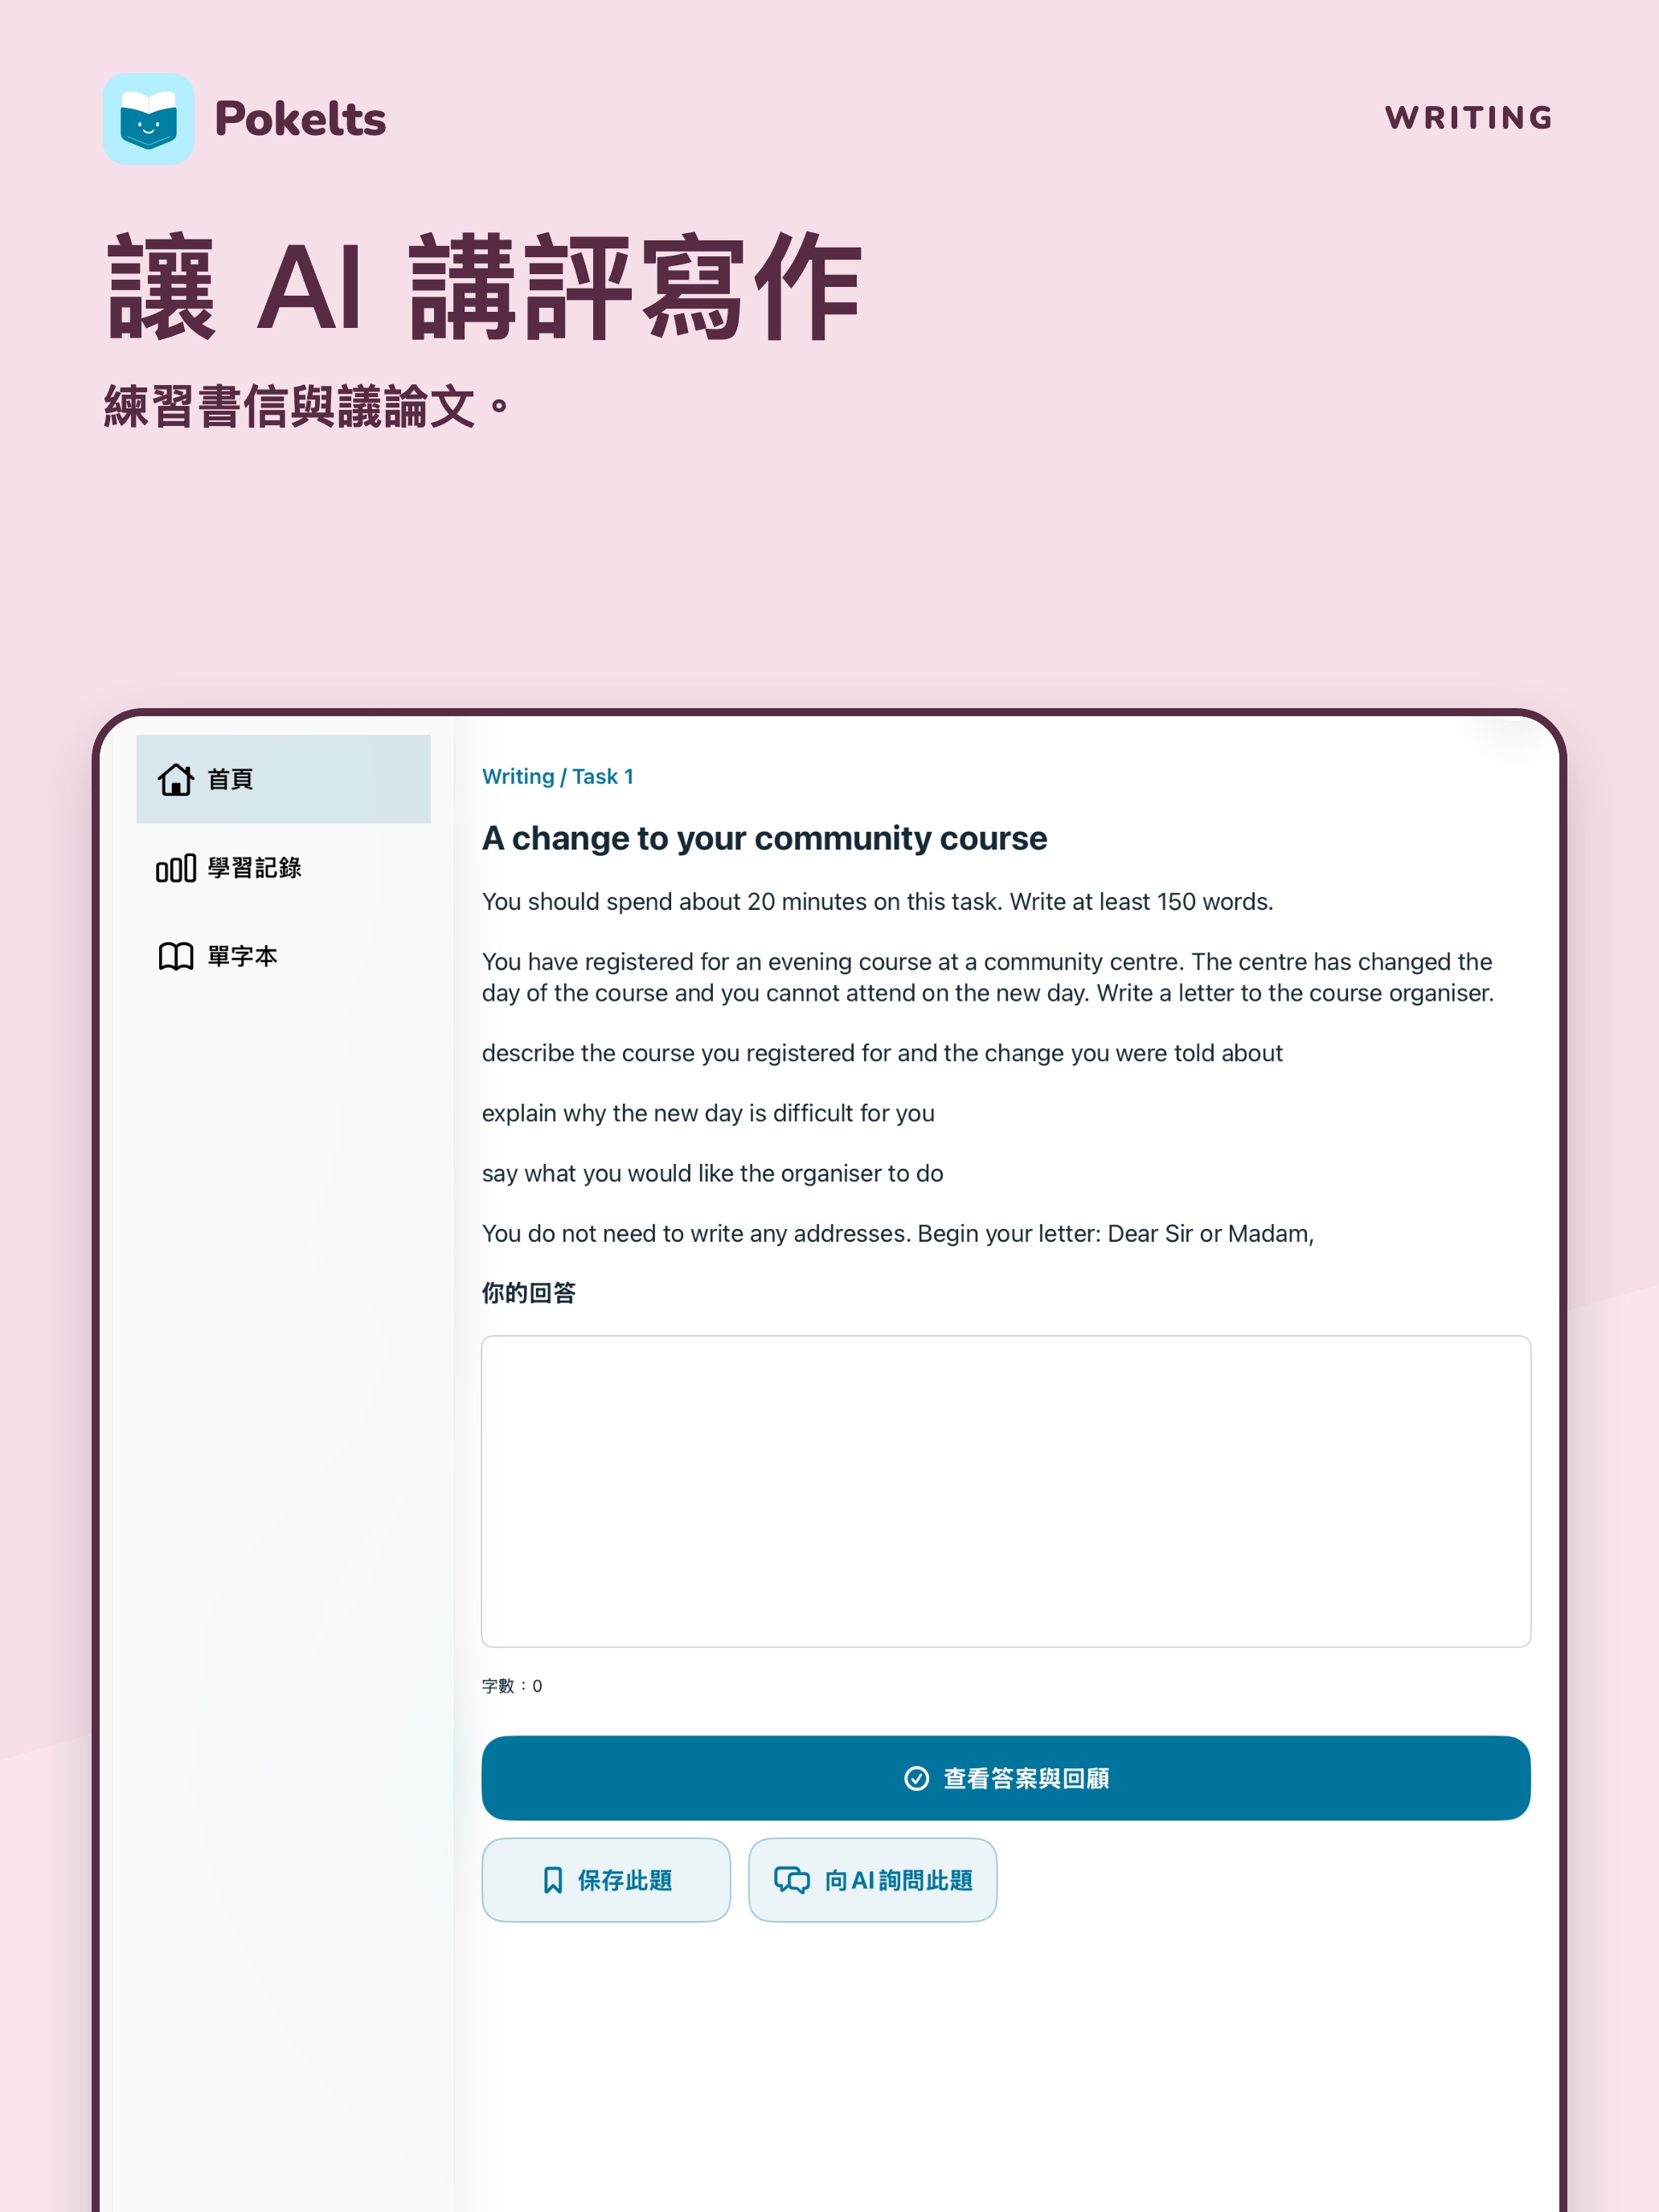 Pokelts
WRITING
讓 AI 講評寫作
練習書信與議論文。
首頁
學習記錄
單字本
Writing / Task 1
A change to your community course
You should spend about 20 minutes on this task. Write at least 150 words.
You have registered for an evening course at a community centre. The centre has changed the
day of the course and you cannot attend on the new day. Write a letter to the course organiser.
describe the course you registered for and the change you were told about
explain why the new day is difficult for you
say what you would like the organiser to do
You do not need to write any addresses. Begin your letter: Dear Sir or Madam,
你的回答
字數：0
查看答案與回顧
保存此題
向 AI 詢問此題